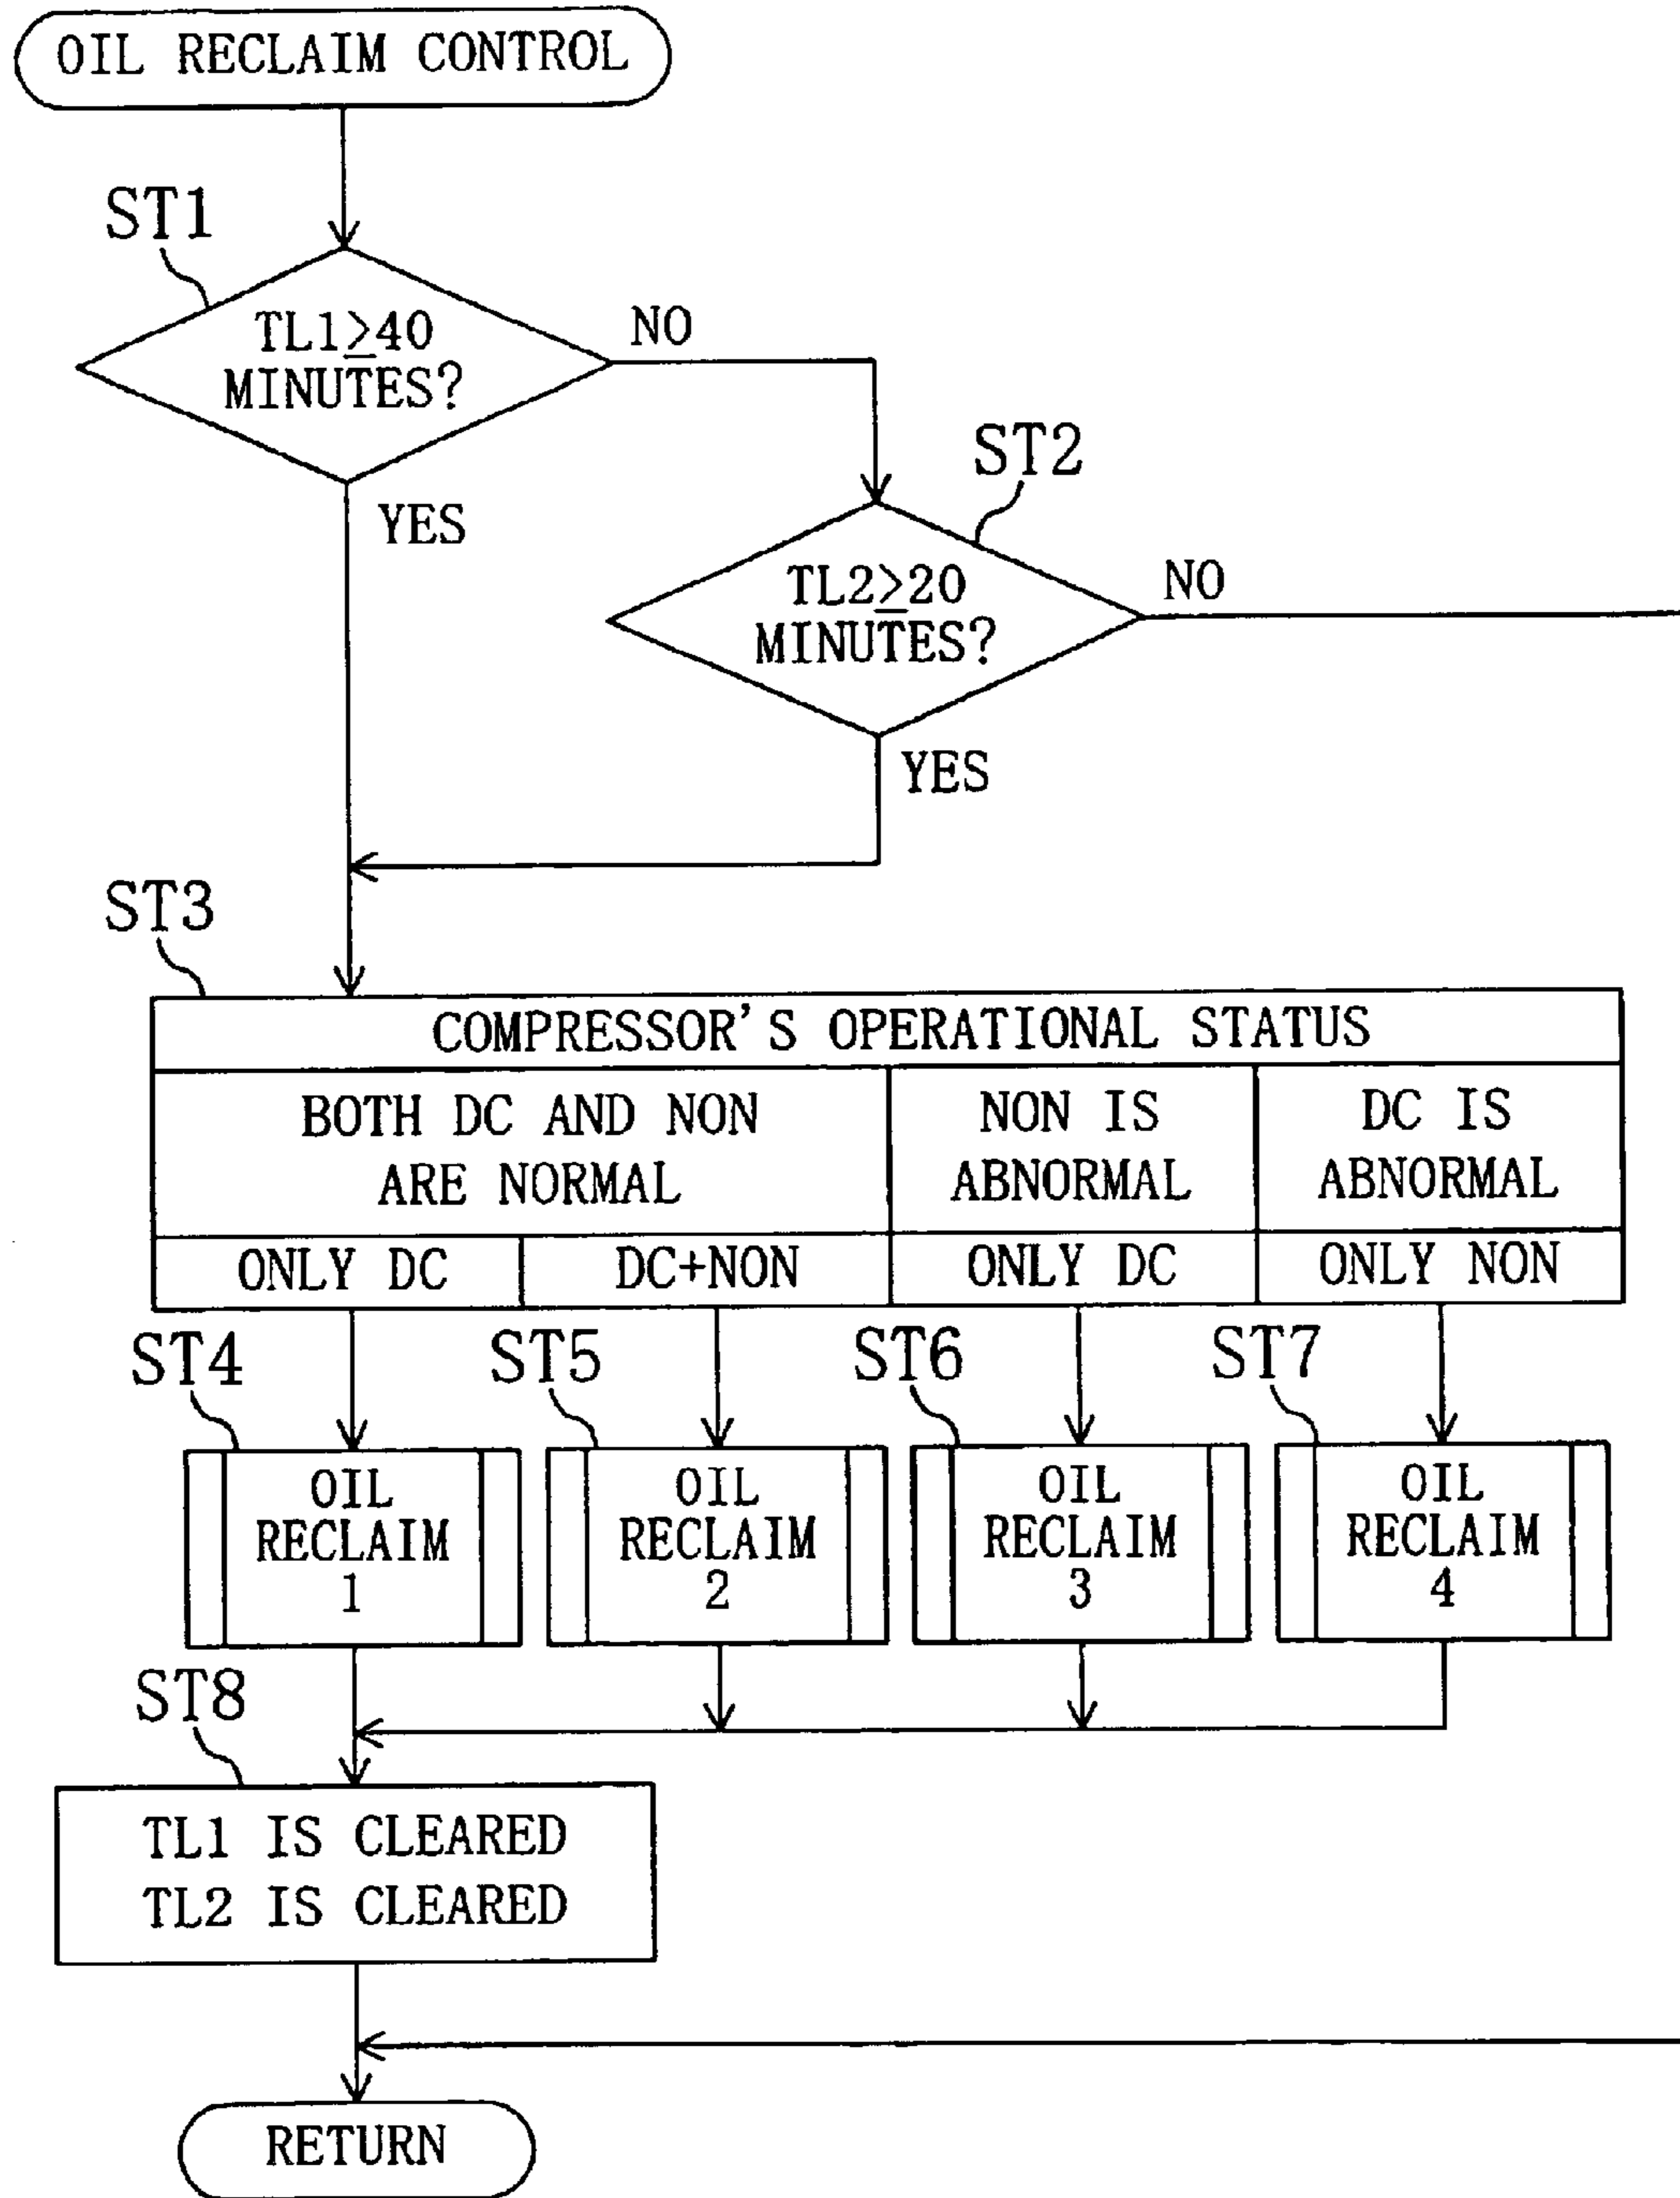 OIL RECLAIM CONTROL
ST1
TL1≥40
MINUTES?
NO
YES
ST2
TL2≥20
MINUTES?
NO
YES
ST3
COMPRESSOR'S OPERATIONAL STATUS
BOTH DC AND NON
ARE NORMAL
NON IS
ABNORMAL
DC IS
ABNORMAL
ONLY DC
DC+NON
ONLY DC
ONLY NON
ST4
ST5
ST6
ST7
OIL
RECLAIM
1
OIL
RECLAIM
2
OIL
RECLAIM
3
OIL
RECLAIM
4
ST8
TL1 IS CLEARED
TL2 IS CLEARED
RETURN